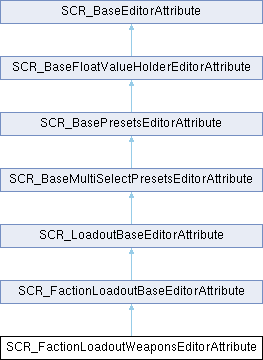 SCR_BaseEditorAttribute
SCR_BaseFloatValueHolderEditorAttribute
SCR_BasePresetsEditorAttribute
SCR_BaseMultiSelectPresetsEditorAttribute
SCR_LoadoutBaseEditorAttribute
SCR_FactionLoadoutBaseEditorAttribute
SCR_FactionLoadoutWeaponsEditorAttribute